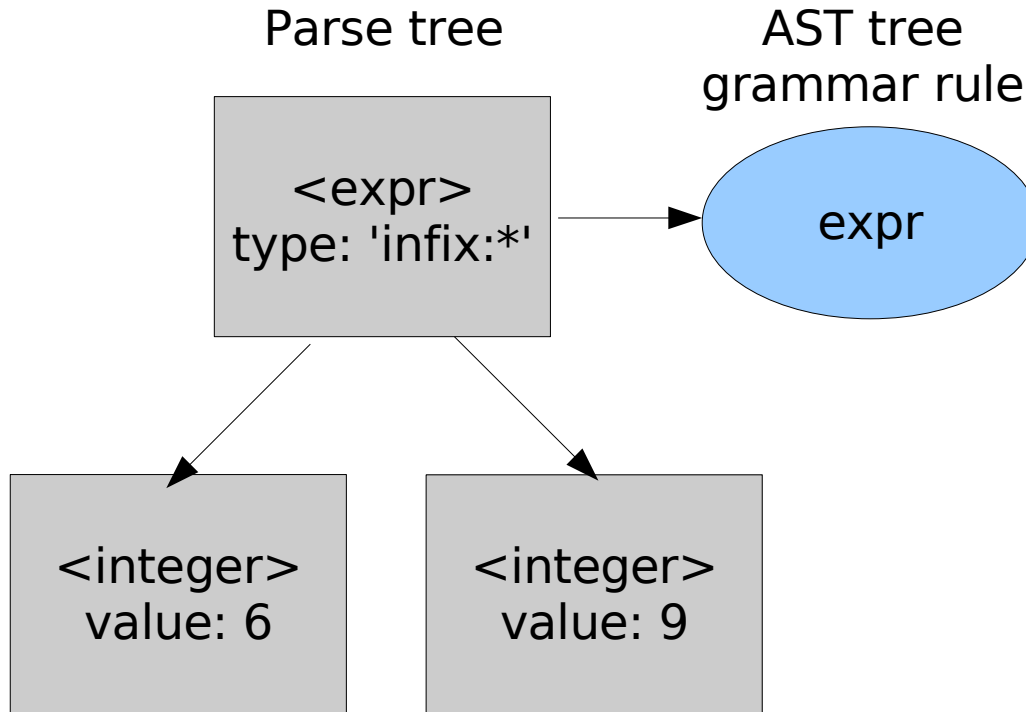 Parse tree
AST tree
grammar rule
<expr>
type: 'infix:*'
expr
<integer>
value: 6
<integer>
value: 9